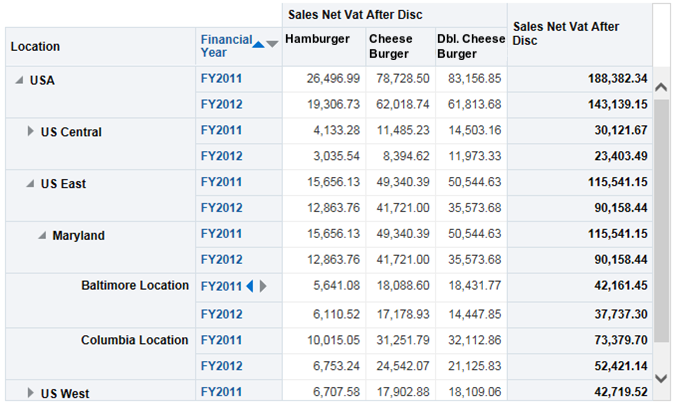 Sales Net Vat After Disc
Sales Net Vat After
Disc
Location Financial
Year Hamburger Cheese
Burger Dbl. Cheese
Burger
USA FY2011 26,496.99 78,728.50 83,156.85 188,382.34
FY2012 19,306.73 62,018.74 61,813.68 143,139.15
US Central FY2011 4,133.28 11,485.23 14,503.16 30,121.67
FY2012 3,035.54 8,394.62 11,973.33 23,403.49
US East FY2011 15,656.13 49,340.39 50,544.63 115,541.15
FY2012 12,863.76 41,721.00 35,573.68 90,158.44
Maryland FY2011 15,656.13 49,340.39 50,544.63 115,541.15
FY2012 12,863.76 41,721.00 35,573.68 90,158.44
Baltimore Location FY2011 5,641.08 18,088.60 18,431.77 42,161.45
FY2012 6,110.52 17,178.93 14,447.85 37,737.30
Columbia Location FY2011 10,015.05 31,251.79 32,112.86 73,379.70
FY2012 6,753.24 24,542.07 21,125.83 52,421.14
US West FY2011 6,707.58 17,902.88 18,109.06 42,719.52